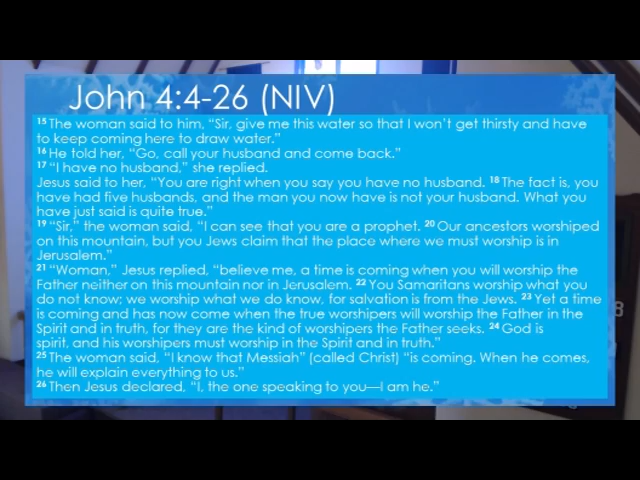 John 4:4-26 (NIV)
15 The woman said to him, “Sir, give me this water so that I won’t get thirsty and have
to keep coming here to draw water.”
16 He told her, “Go, call your husband and come back.”
17 “I have no husband,” she replied.
Jesus said to her, “You are right when you say you have no husband. 18 The fact is, you
have had five husbands, and the man you now have is not your husband. What you
have just said is quite true.”
19 “Sir,” the woman said, “I can see that you are a prophet. 20 Our ancestors worshiped
on this mountain, but you Jews claim that the place where we must worship is in
Jerusalem.”
21 “Woman,” Jesus replied, “believe me, a time is coming when you will worship the
Father neither on this mountain nor in Jerusalem. 22 You Samaritans worship what you
do not know; we worship what we do know, for salvation is from the Jews. 23 Yet a time
is coming and has now come when the true worshipers will worship the Father in the
Spirit and in truth, for they are the kind of worshipers the Father seeks. 24 God is
spirit, and his worshipers must worship in the Spirit and in truth.”
25 The woman said, “I know that Messiah” (called Christ) “is coming. When he comes,
he will explain everything to us.”
26 Then Jesus declared, “I, the one speaking to you—I am he.”